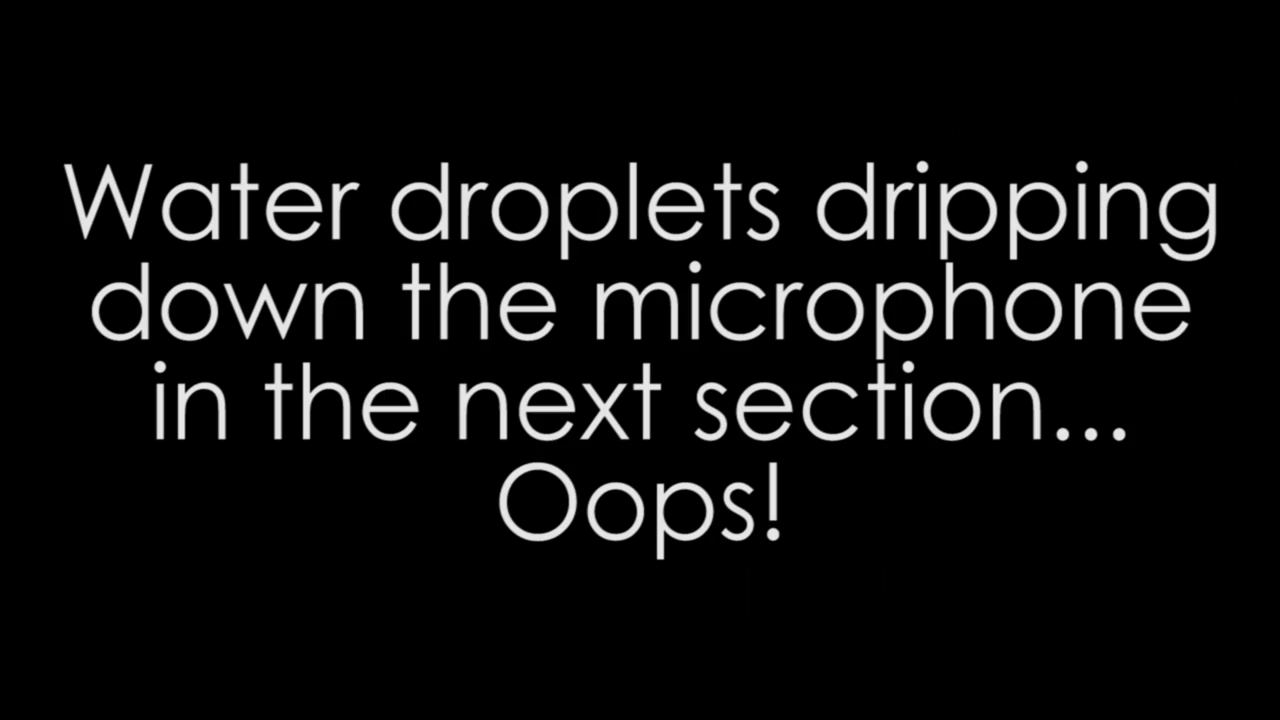 Water droplets dripping
down the microphone
in the next section...
Oops!